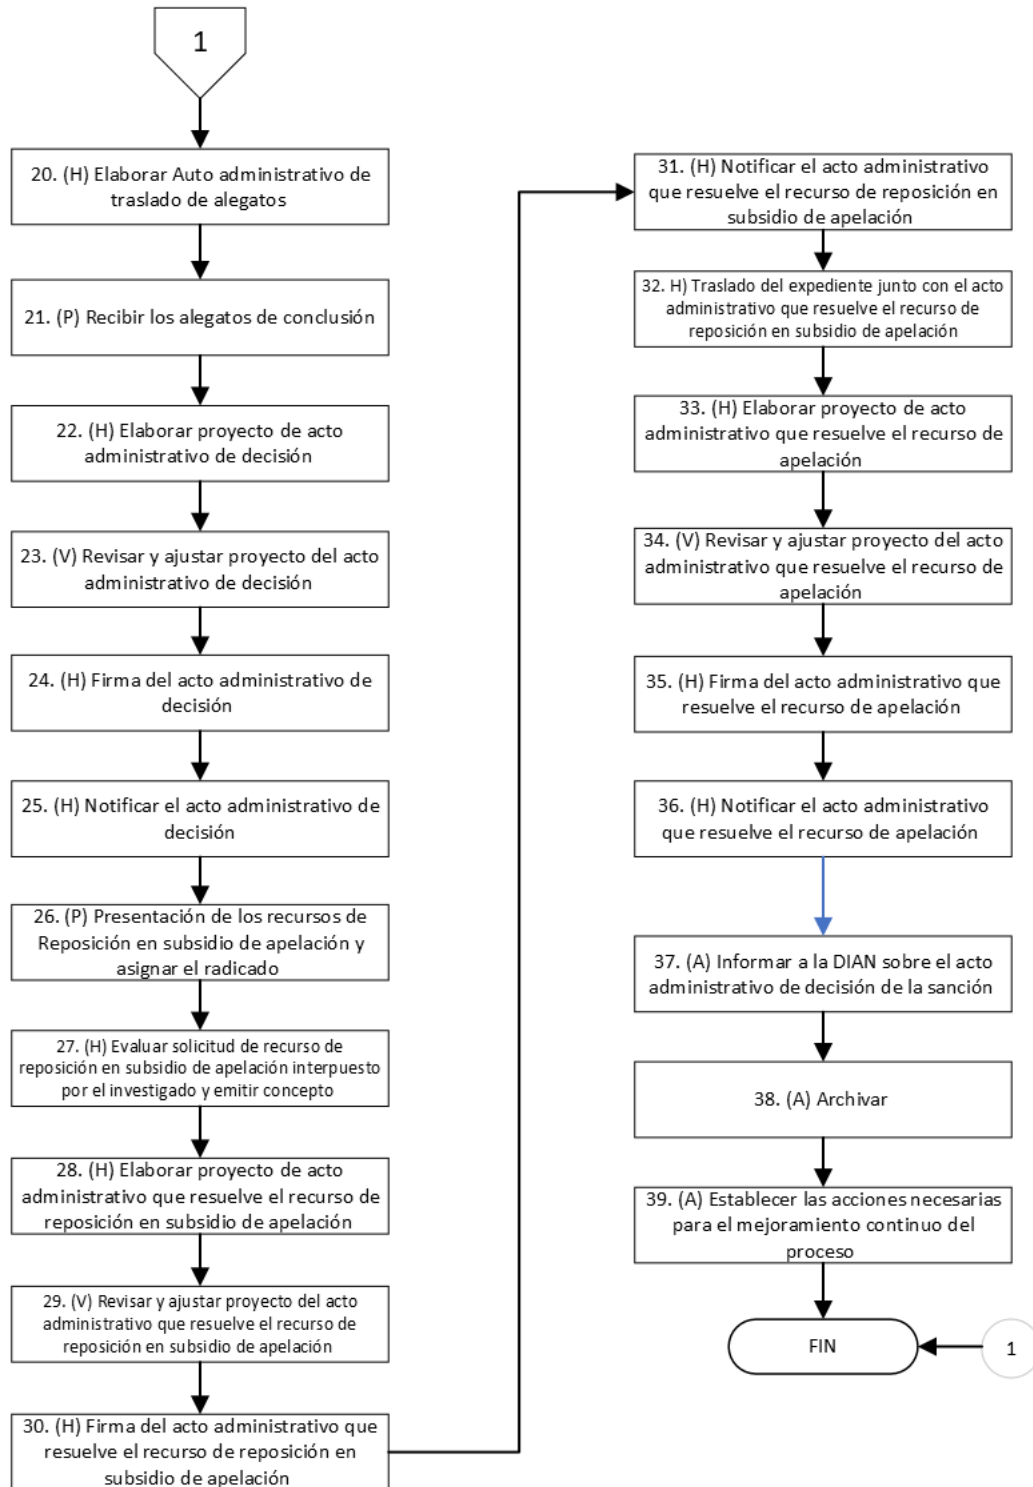 1
20. (H) Elaborar Auto administrativo de
traslado de alegatos
21. (P) Recibir los alegatos de conclusión
22. (H) Elaborar proyecto de acto
administrativo de decisión
23. (V) Revisar y ajustar proyecto del acto
administrativo de decisión
24. (H) Firma del acto administrativo de
decisión
25. (H) Notificar el acto administrativo de
decisión
26. (P) Presentación de los recursos de
Reposición en subsidio de apelación y
asignar el radicado
27. (H) Evaluar solicitud de recurso de
reposición en subsidio de apelación interpuesto
por el investigado y emitir concepto
28. (H) Elaborar proyecto de acto
administrativo que resuelve el recurso de
reposición en subsidio de apelación
29. (V) Revisar y ajustar proyecto del acto
administrativo que resuelve el recurso de
reposición en subsidio de apelación
30. (H) Firma del acto administrativo que
resuelve el recurso de reposición en
subsidio de apelación
31. (H) Notificar el acto administrativo
que resuelve el recurso de reposición en
subsidio de apelación
32. H) Traslado del expediente junto con el acto
administrativo que resuelve el recurso de
reposición en subsidio de apelación
33. (H) Elaborar proyecto de acto
administrativo que resuelve el recurso de
apelación
34. (V) Revisar y ajustar proyecto del acto
administrativo que resuelve el recurso de
apelación
35. (H) Firma del acto administrativo que
resuelve el recurso de apelación
36. (H) Notificar el acto administrativo
que resuelve el recurso de apelación
37. (A) Informar a la DIAN sobre el acto
administrativo de decisión de la sanción
38. (A) Archivar
39. (A) Establecer las acciones necesarias
para el mejoramiento continuo del
proceso
FIN
1